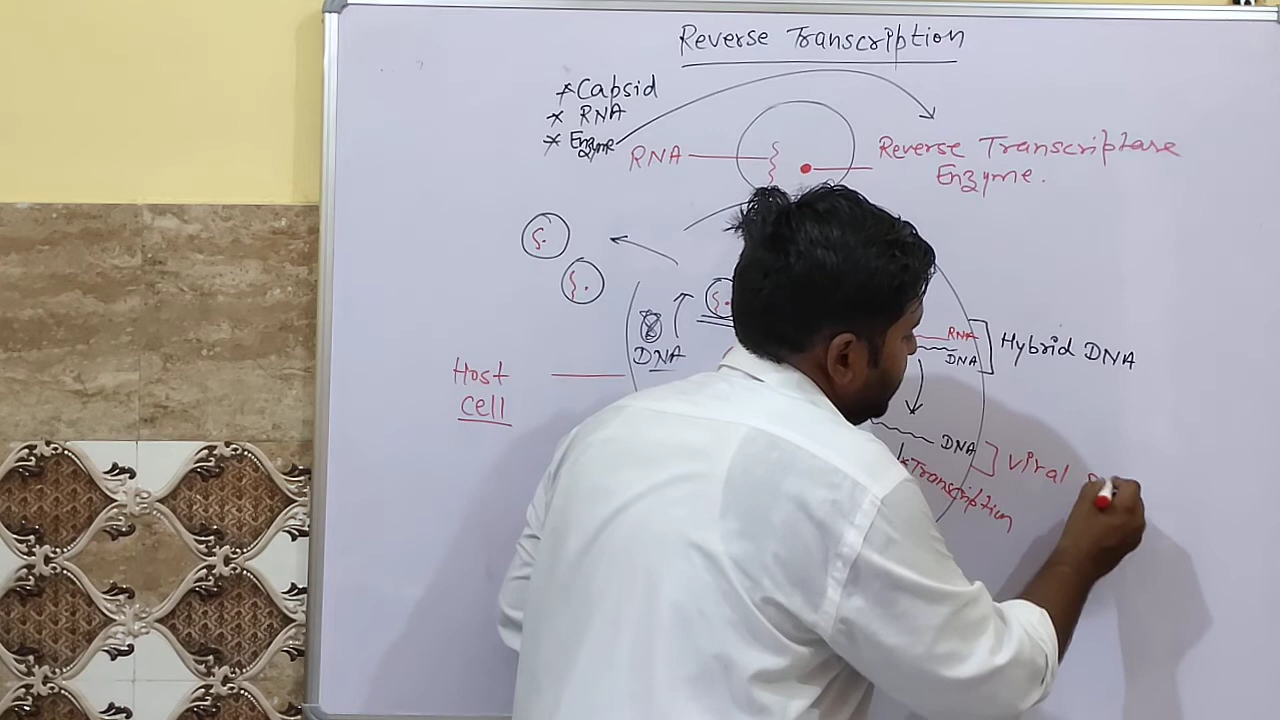 Reverse Transcription
* Capsid
* RNA
* Enzyme
RNA
Reverse Transcriptase
Enzyme.
DNA
Host
Cell
RNA
DNA
Hybrid DNA
DNA
Viral
Transcription